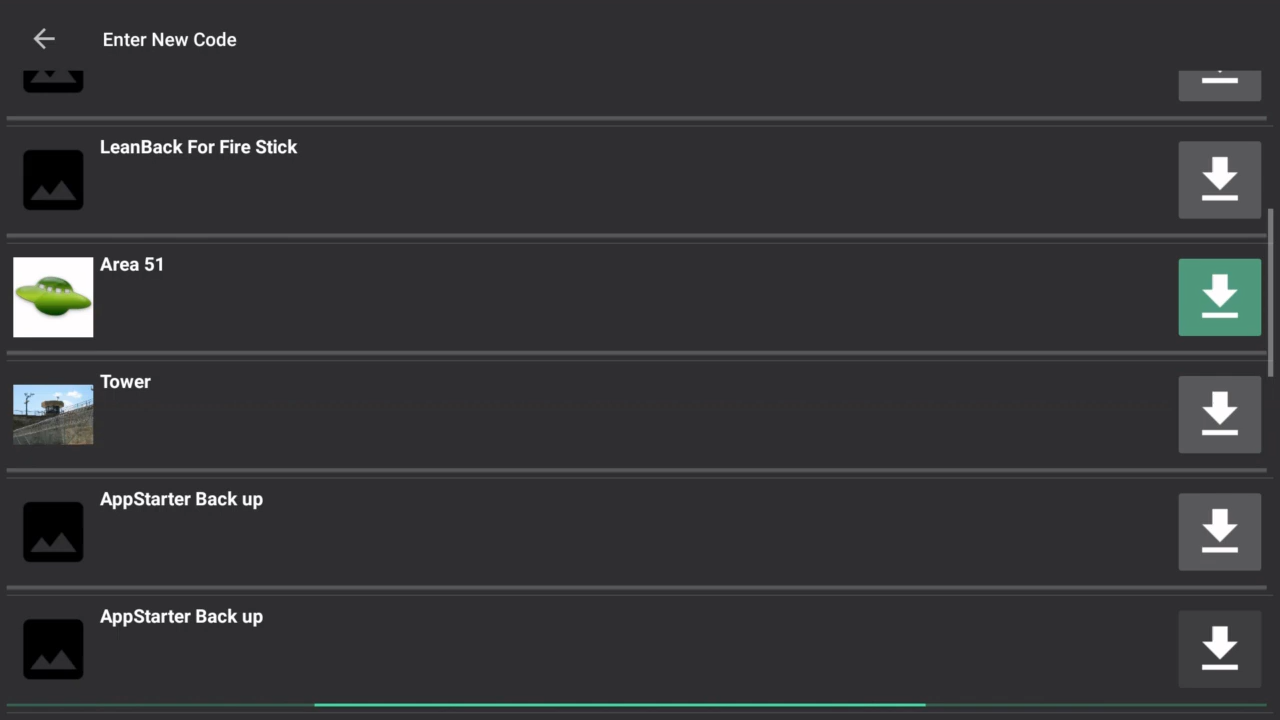 Enter New Code
LeanBack For Fire Stick
Area 51
Tower
AppStarter Back up
AppStarter Back up